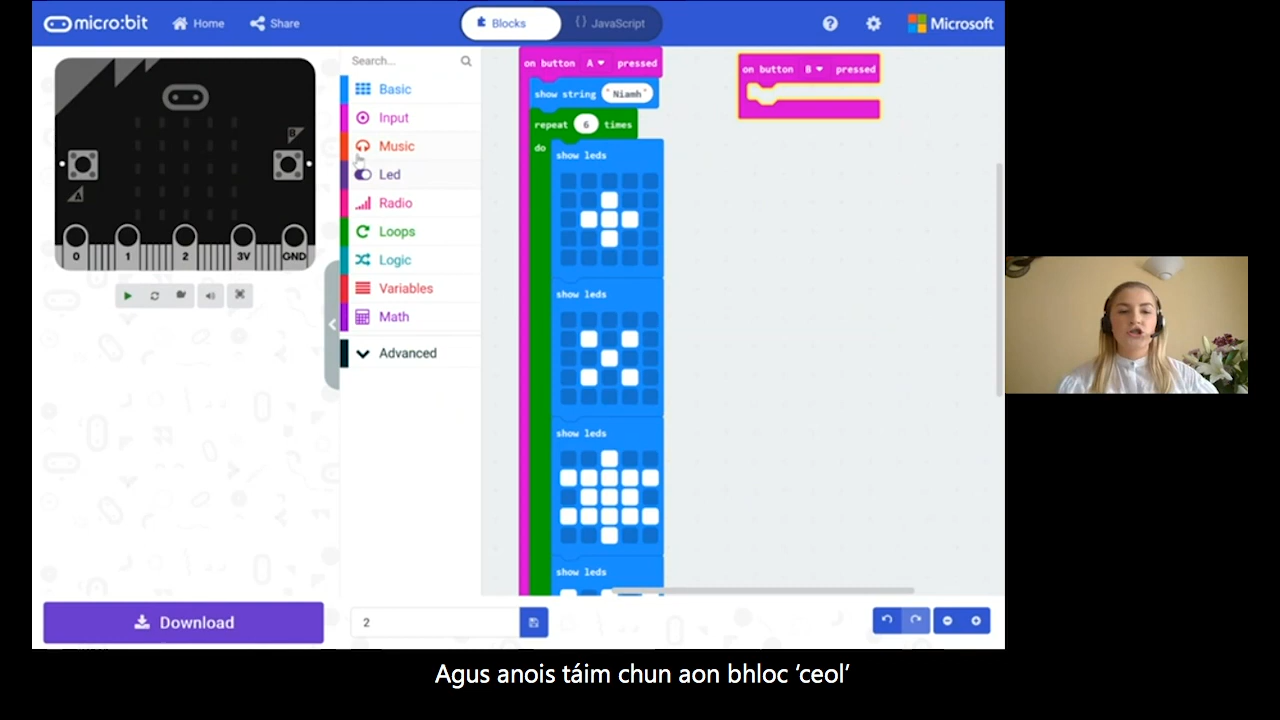 micro:bit Home Share Blocks {} JavaScript Microsoft
Search...
Basic
Input
Music
Led
Radio
Loops
Logic
Variables
Math
Advanced
on button A pressed
show string "Niamh"
repeat 6 times
do
show leds
show leds
show leds
show leds
on button B pressed
A
B
0 1 2 3V GND
Download
2
Agus anois táim chun aon bhloc ‘ceol’